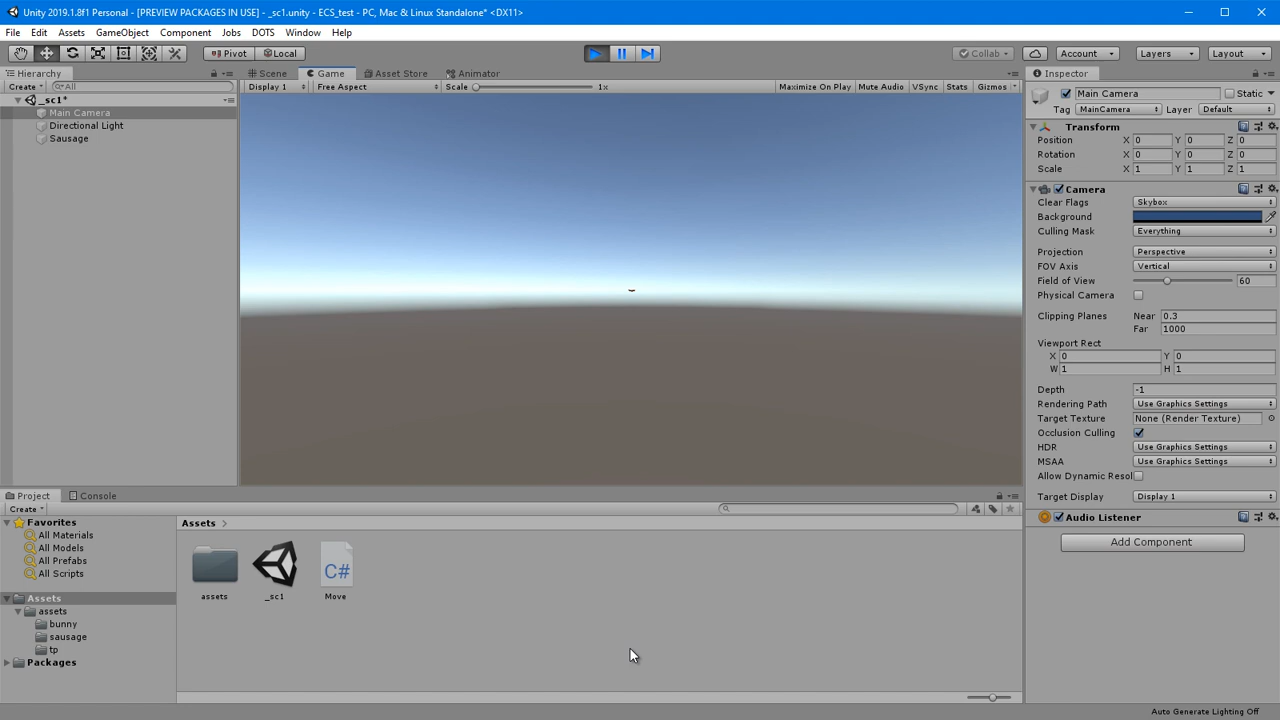 Unity 2019.1.8f1 Personal - [PREVIEW PACKAGES IN USE] - _sc1.unity - ECS_test - PC, Mac & Linux Standalone* <DX11>
File Edit Assets GameObject Component Jobs DOTS Window Help
Pivot Local Collab Account Layers Layout
Hierarchy Scene Game Asset Store Animator Inspector
Create All Display 1 Free Aspect Scale 1x Maximize On Play Mute Audio VSync Stats Gizmos
_sc1*
Main Camera
Directional Light
Sausage
Main Camera Static
Tag MainCamera Layer Default
Transform
Position X 0 Y 0 Z 0
Rotation X 0 Y 0 Z 0
Scale X 1 Y 1 Z 1
Camera
Clear Flags Skybox
Background
Culling Mask Everything
Projection Perspective
FOV Axis Vertical
Field of View 60
Physical Camera
Clipping Planes Near 0.3
Far 1000
Viewport Rect
X 0 Y 0
W 1 H 1
Depth -1
Rendering Path Use Graphics Settings
Target Texture None (Render Texture)
Occlusion Culling
HDR Use Graphics Settings
MSAA Use Graphics Settings
Allow Dynamic Resol
Target Display Display 1
Audio Listener
Add Component
Project Console
Create
Favorites
All Materials
All Models
All Prefabs
All Scripts
Assets
assets
bunny
sausage
tp
Packages
Assets
C#
assets _sc1 Move
Auto Generate Lighting Off